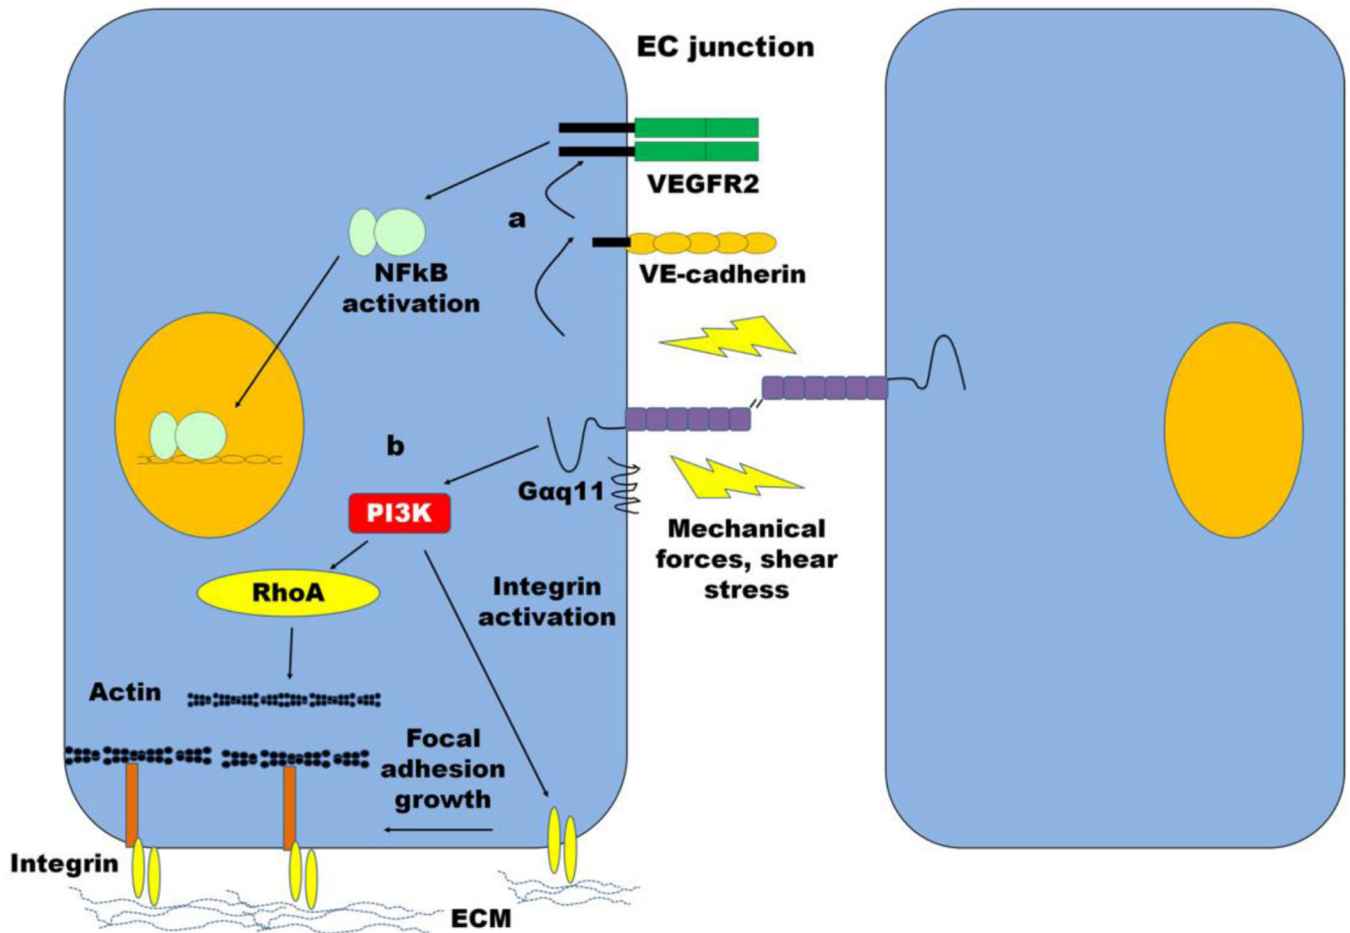 EC junction
VEGFR2
a
NFkB
activation
VE-cadherin
b
Gαq11
PI3K
Mechanical
forces, shear
stress
RhoA
Integrin
activation
Actin
Focal
adhesion
growth
Integrin
ECM